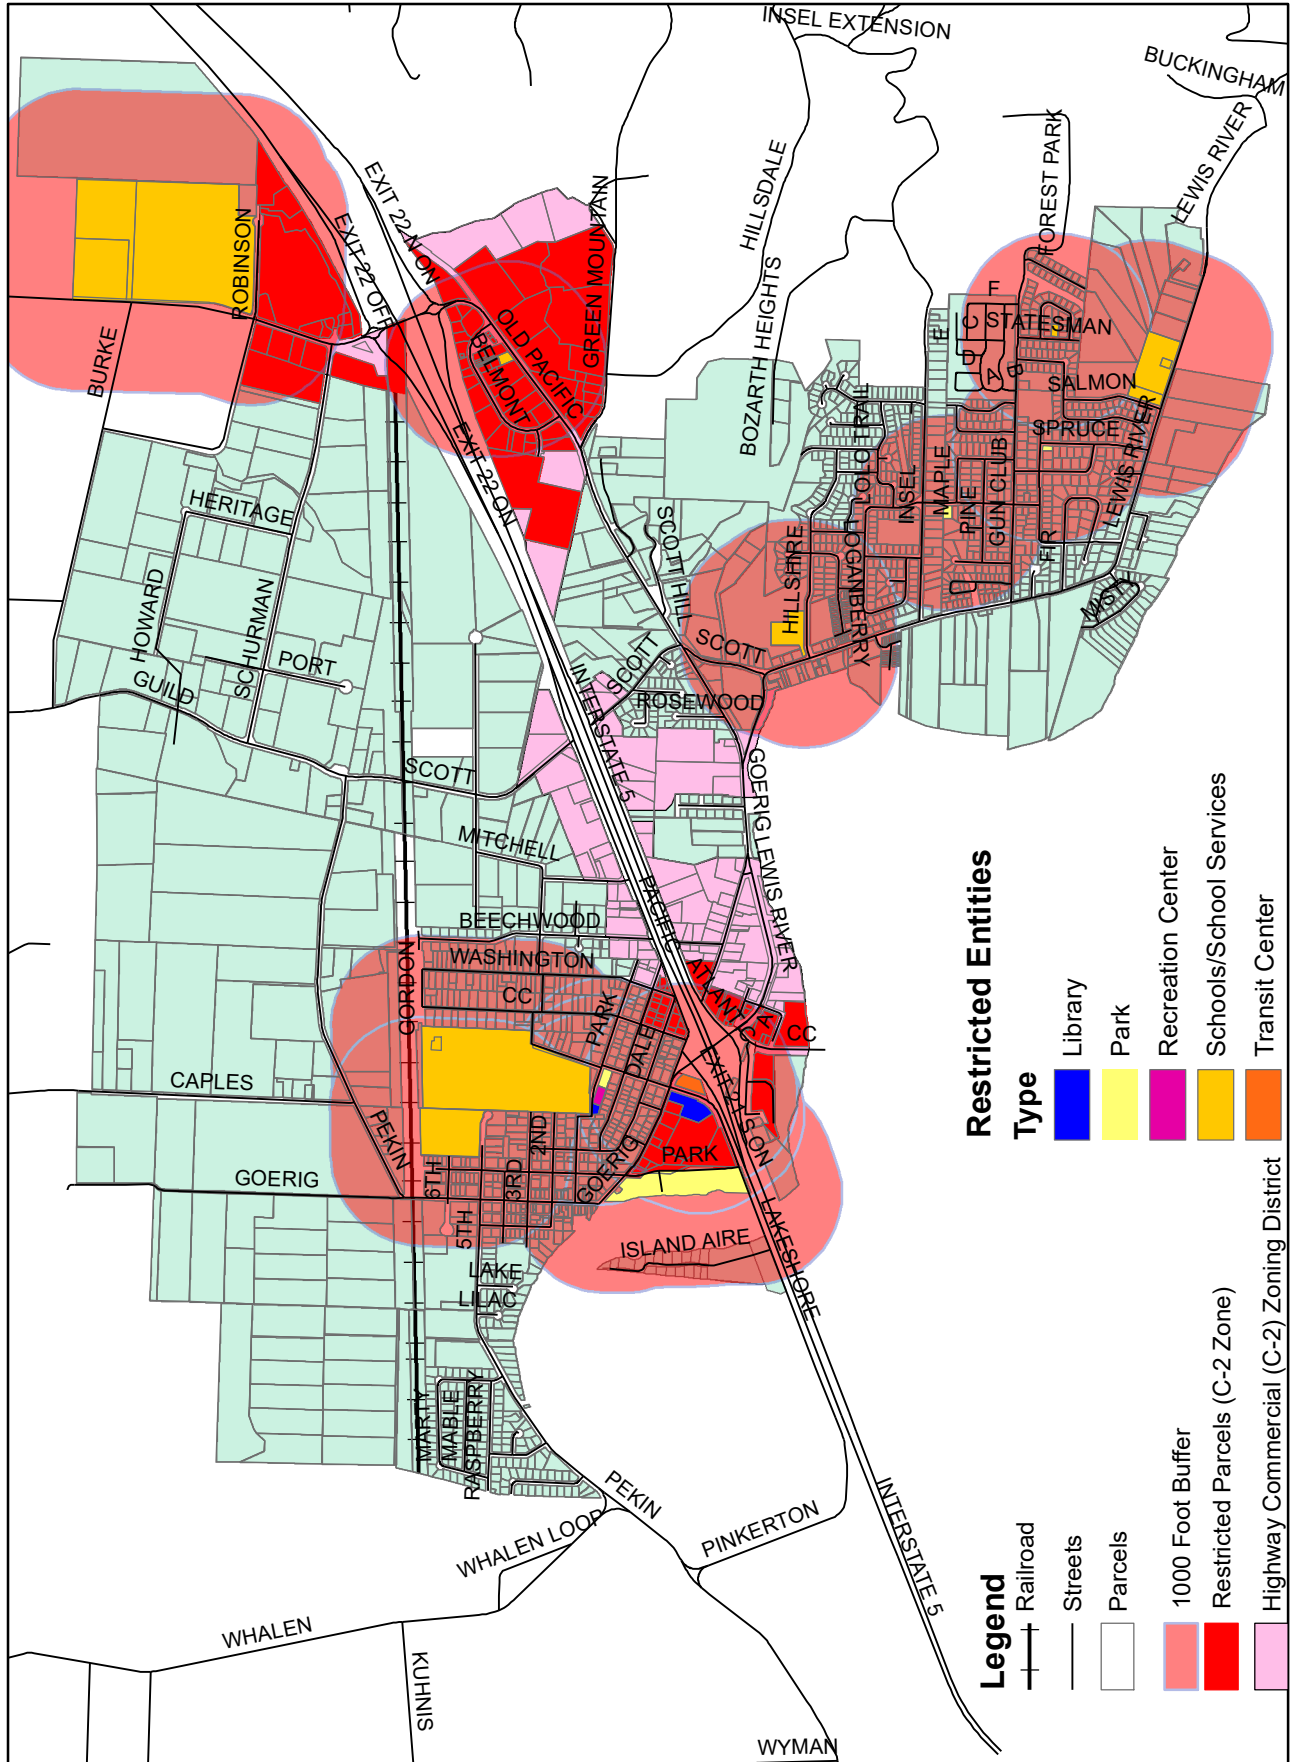 INSEL EXTENSION
BUCKINGHAM
LEWIS RIVER
FOREST PARK
HILLSDALE
BOZARTH HEIGHTS
GREEN MOUNTAIN
EXIT 22 N ON
EXIT 22 OFF
ROBINSON
BURKE
OLD PACIFIC
BELMONT
EXIT 22 ON
F
STATESMAN
C
E
D
A
B
SALMON
SPRUCE
LEWIS RIVER
LOLO TRAIL
INSEL
MAPLE
PINE
GUN CLUB
FIR
MISTY
LOGANBERRY
HILLSHIRE
SCOTT HILL
SCOTT
SCOTT
ROSEWOOD
HERITAGE
HOWARD
SCHURMAN
PORT
GUILD
INTERSTATE 5
SCOTT
MITCHELL
GOERIG
LEWIS RIVER
PACIFIC
BEECHWOOD
WASHINGTON
CC
GORDON
PARK
DALE
ATLANTIC
A
CC
EXIT 21 S ON
CAPLES
PEKIN
GOERIG
6TH
5TH
3RD
2ND
GOERIG
PARK
ISLAND AIRE
LAKESHORE
LAKE
LILAC
MARTY
MABLE
RASPBERRY
PEKIN
WHALEN LOOP
PINKERTON
INTERSTATE 5
WHALEN
KUHNIS
WYMAN
Legend
Railroad
Streets
Parcels
1000 Foot Buffer
Restricted Parcels (C-2 Zone)
Highway Commercial (C-2) Zoning District
Restricted Entities
Type
Library
Park
Recreation Center
Schools/School Services
Transit Center